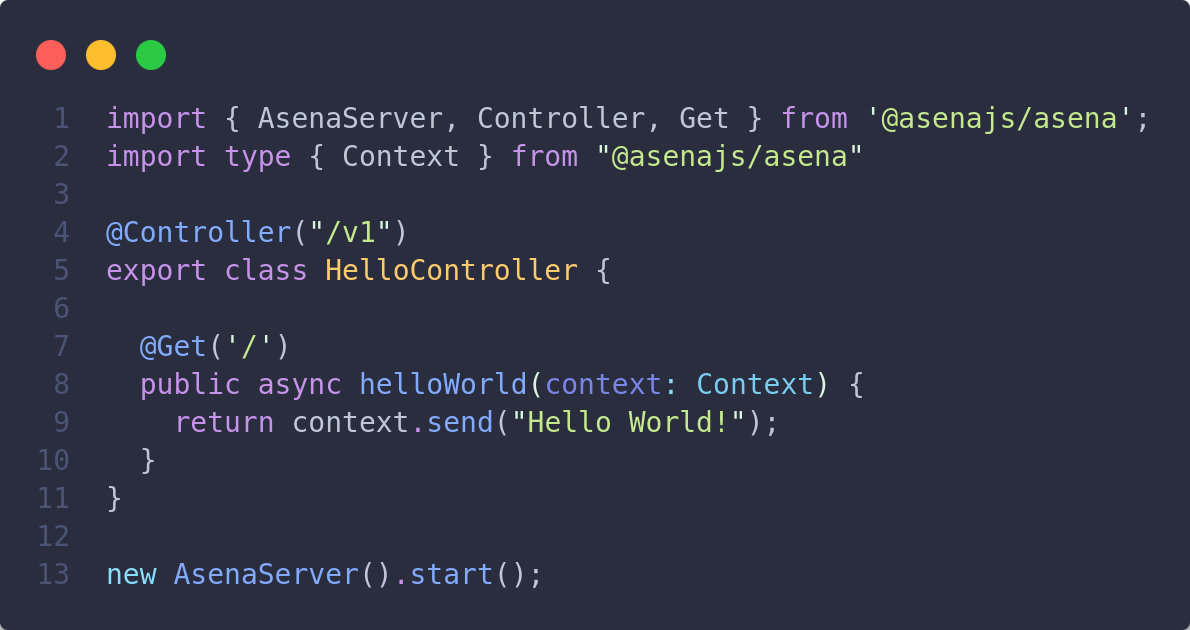 1 import { AsenaServer, Controller, Get } from '@asenajs/asena';
2 import type { Context } from "@asenajs/asena"
3
4 @Controller("/v1")
5 export class HelloController {
6
7   @Get('/')
8   public async helloWorld(context: Context) {
9     return context.send("Hello World!");
10   }
11 }
12
13 new AsenaServer().start();